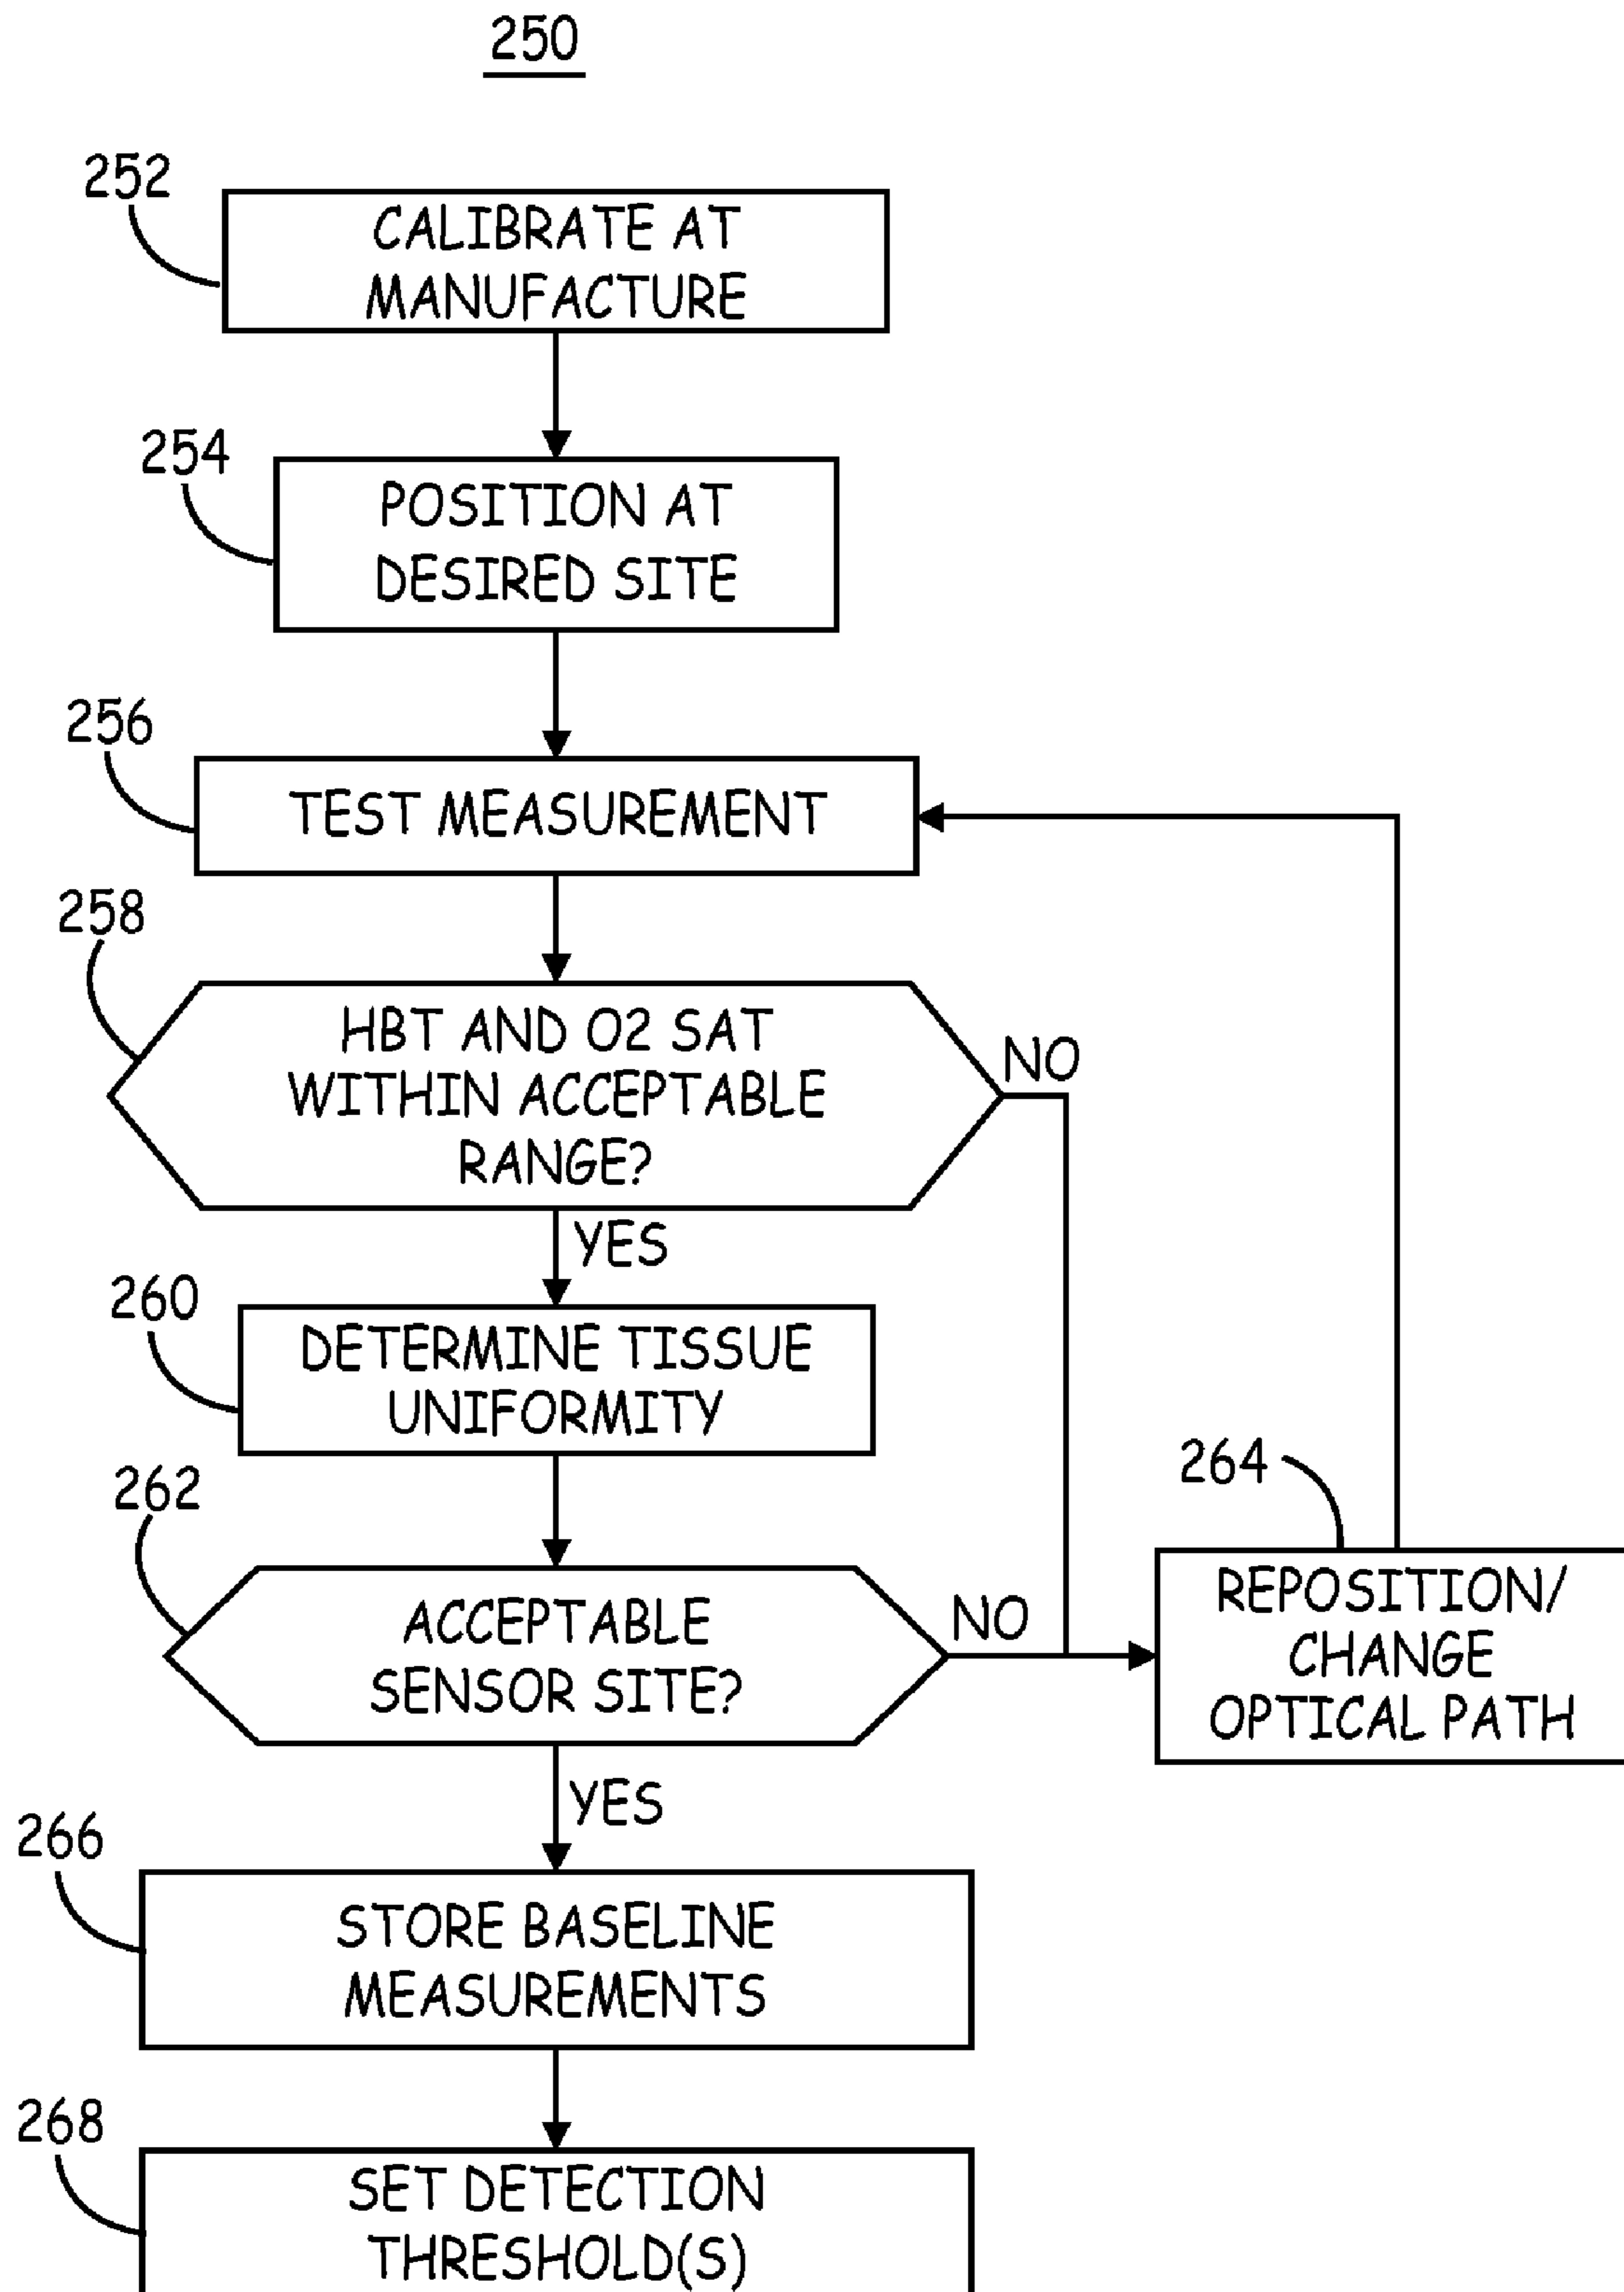 250
252
CALIBRATE AT
MANUFACTURE
254
POSITION AT
DESIRED SITE
256
TEST MEASUREMENT
258
HBT AND O2 SAT
WITHIN ACCEPTABLE
RANGE?
NO
YES
260
DETERMINE TISSUE
UNIFORMITY
262
ACCEPTABLE
SENSOR SITE?
NO
264
REPOSITION/
CHANGE
OPTICAL PATH
YES
266
STORE BASELINE
MEASUREMENTS
268
SET DETECTION
THRESHOLD(S)